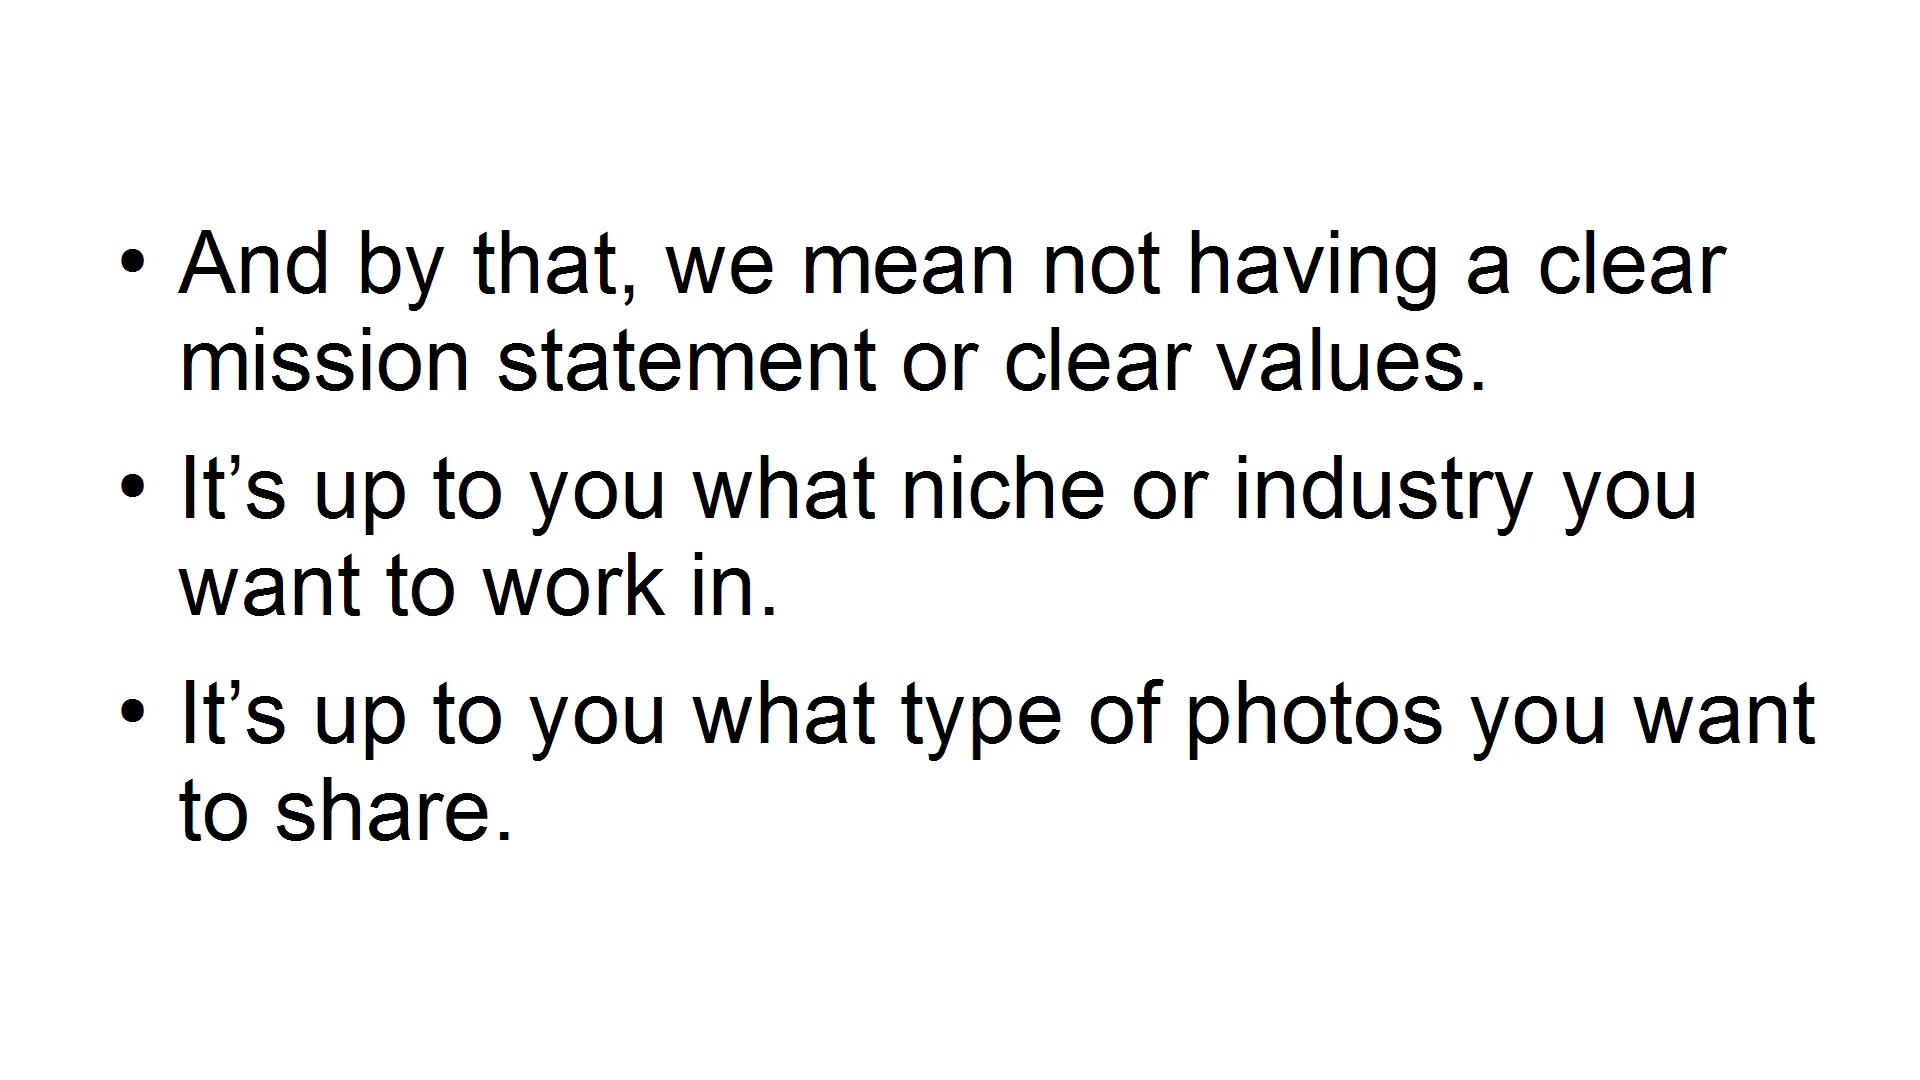 • And by that, we mean not having a clear
mission statement or clear values.
• It’s up to you what niche or industry you
want to work in.
• It’s up to you what type of photos you want
to share.